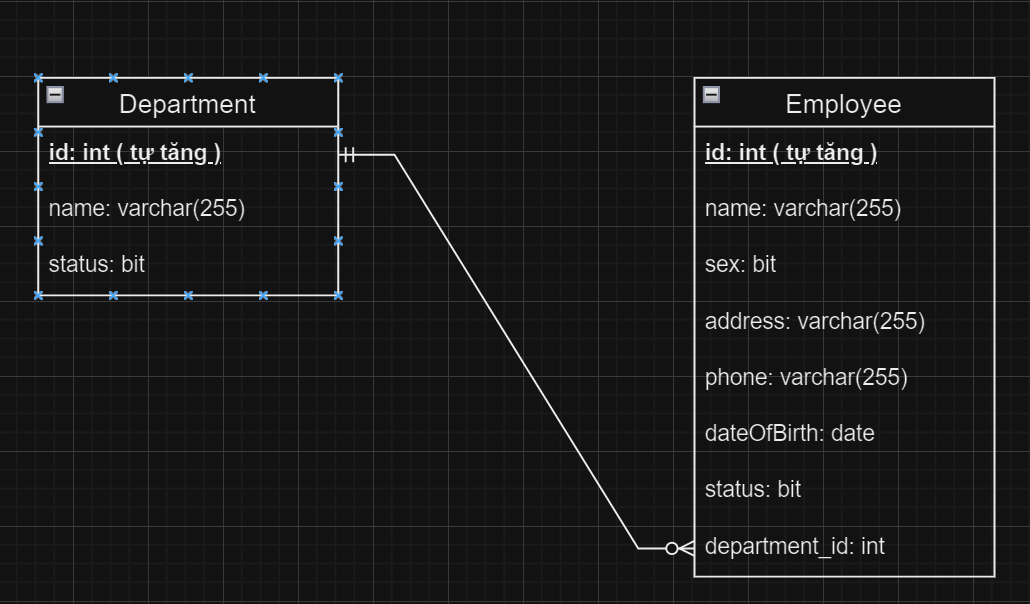 Department
id: int ( tự tăng )
name: varchar(255)
status: bit
Employee
id: int ( tự tăng )
name: varchar(255)
sex: bit
address: varchar(255)
phone: varchar(255)
dateOfBirth: date
status: bit
department_id: int